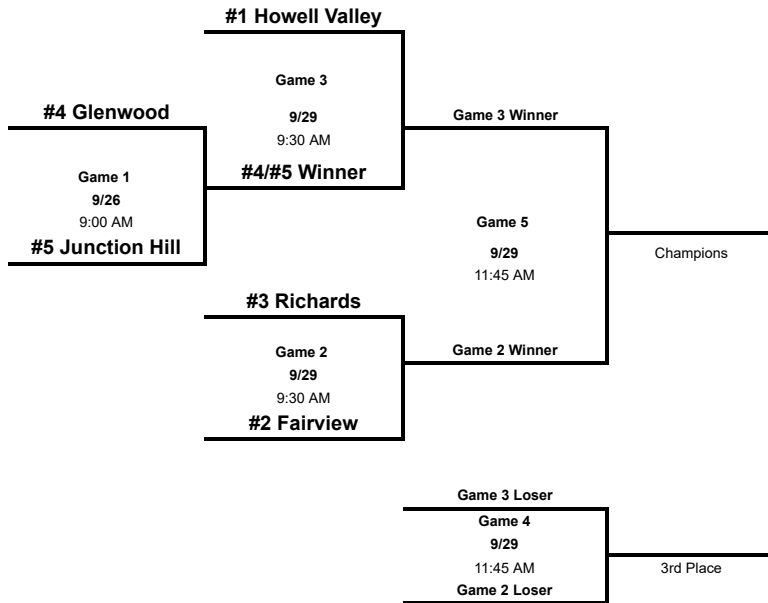 #1 Howell Valley
Game 3
9/29
9:30 AM
#4 Glenwood
Game 3 Winner
Game 1
9/26
9:00 AM
#4/#5 Winner
#5 Junction Hill
Game 5
9/29
11:45 AM
Champions
#3 Richards
Game 2
9/29
9:30 AM
Game 2 Winner
#2 Fairview
Game 3 Loser
Game 4
9/29
11:45 AM
3rd Place
Game 2 Loser